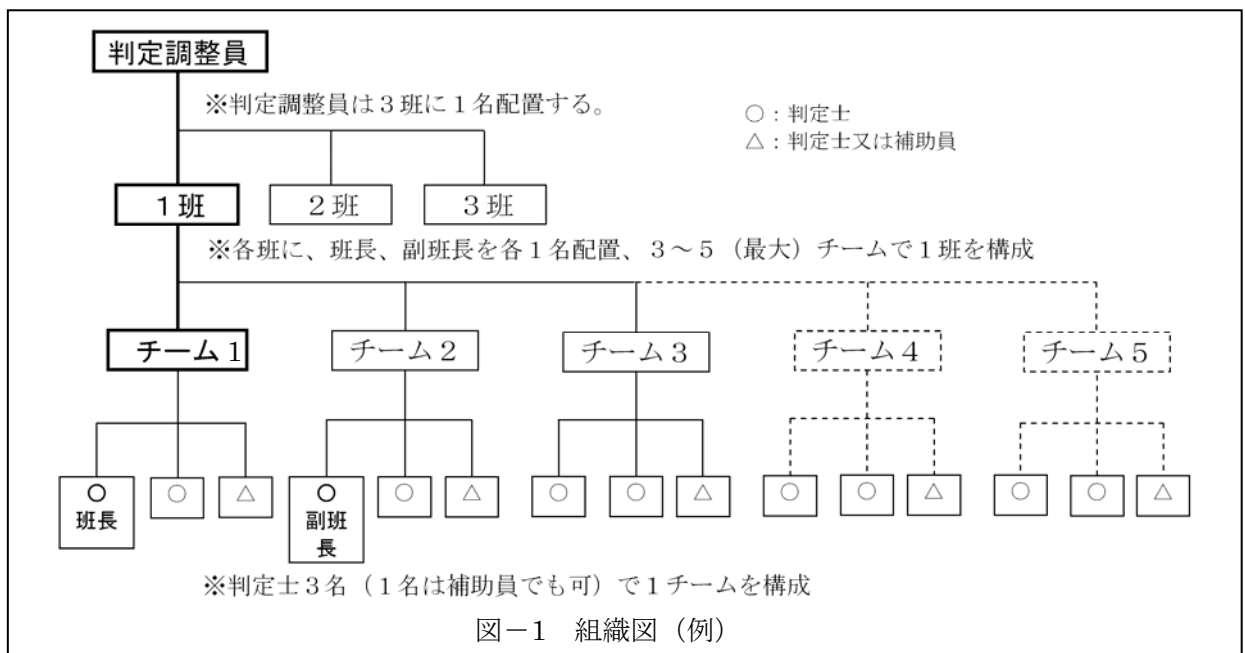 判定調整員
※判定調整員は３班に１名配置する。
○：判定士
△：判定士又は補助員
１班 ２班 ３班
※各班に、班長、副班長を各１名配置、３～５（最大）チームで１班を構成
チーム1 チーム２ チーム３ チーム４ チーム５
○ ○ △ ○ ○ △ ○ ○ △ ○ ○ △ ○ ○ △
班長 副班
長
※判定士３名（１名は補助員でも可）で１チームを構成
図－1 組織図（例）